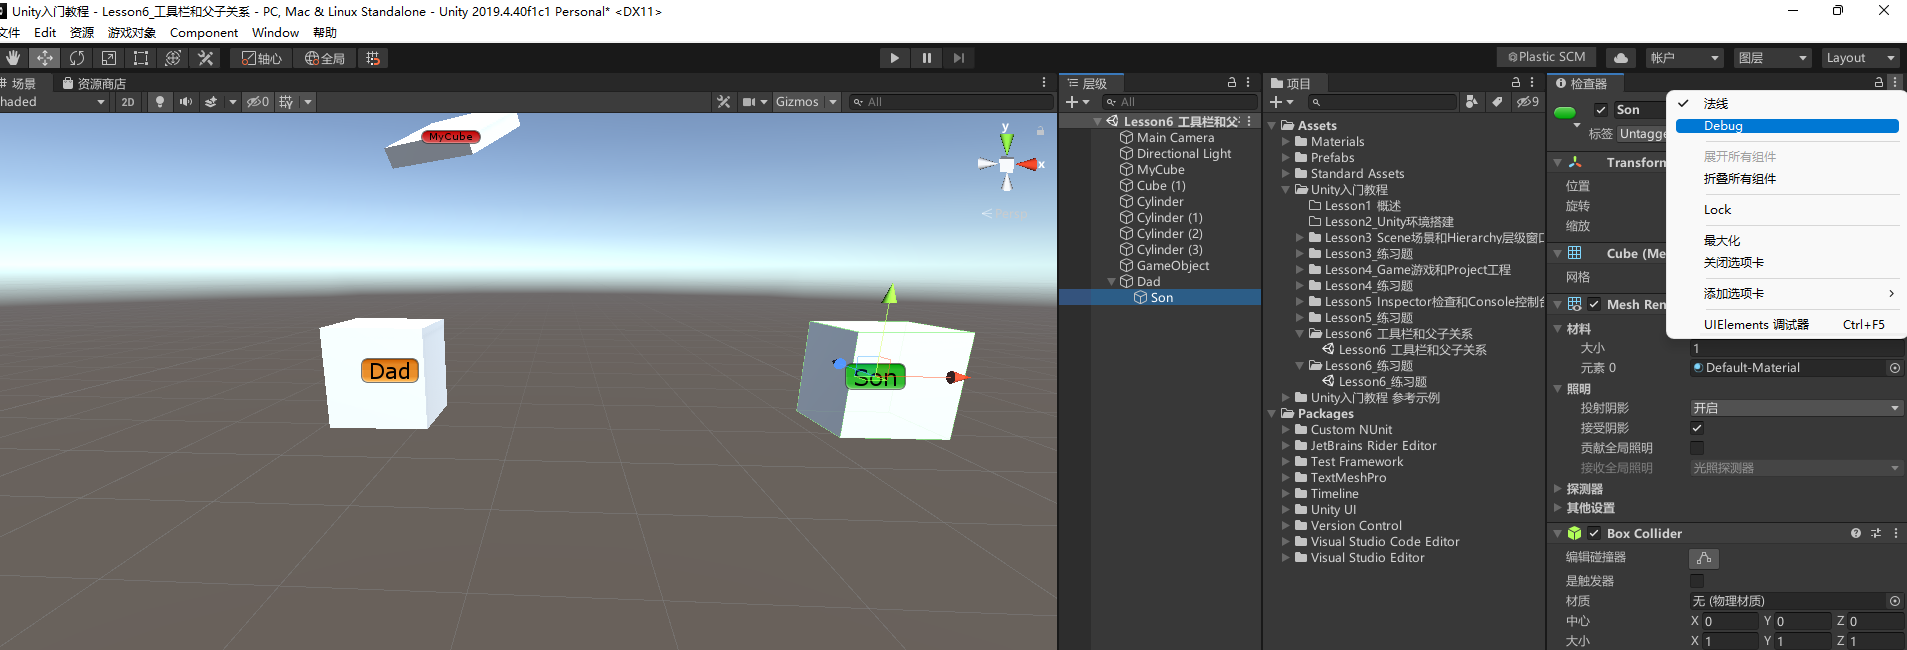 Unity入门教程 - Lesson6_工具栏和父子关系 - PC, Mac & Linux Standalone - Unity 2019.4.40f1c1 Personal* <DX11>
文件 Edit 资源 游戏对象 Component Window 帮助
轴心 全局 Plastic SCM 帐户 图层 Layout
场景 资源商店
haded 2D 0 Gizmos All
MyCube
y
x
Persp
Dad
Son
层级
All
Lesson6 工具栏和父
Main Camera
Directional Light
MyCube
Cube (1)
Cylinder
Cylinder (1)
Cylinder (2)
Cylinder (3)
GameObject
Dad
Son
项目
9
Assets
Materials
Prefabs
Standard Assets
Unity入门教程
Lesson1 概述
Lesson2_Unity环境搭建
Lesson3 Scene场景和Hierarchy层级窗口
Lesson3_练习题
Lesson4_Game游戏和Project工程
Lesson4_练习题
Lesson5 Inspector检查和Console控制台
Lesson5_练习题
Lesson6 工具栏和父子关系
Lesson6 工具栏和父子关系
Lesson6_练习题
Lesson6_练习题
Unity入门教程 参考示例
Packages
Custom NUnit
JetBrains Rider Editor
Test Framework
TextMeshPro
Timeline
Unity UI
Version Control
Visual Studio Code Editor
Visual Studio Editor
检查器
Son
标签 Untagge
Transform
位置
旋转
缩放
Cube (Me
网格
Mesh Ren
法线
Debug
展开所有组件
折叠所有组件
Lock
最大化
关闭选项卡
添加选项卡
UIElements 调试器 Ctrl+F5
材料
大小 1
元素 0 Default-Material
照明
投射阴影 开启
接受阴影
贡献全局照明
接收全局照明 光照探测器
探测器
其他设置
Box Collider
编辑碰撞器
是触发器
材质 无 (物理材质)
中心 X 0 Y 0 Z 0
大小 X 1 Y 1 Z 1